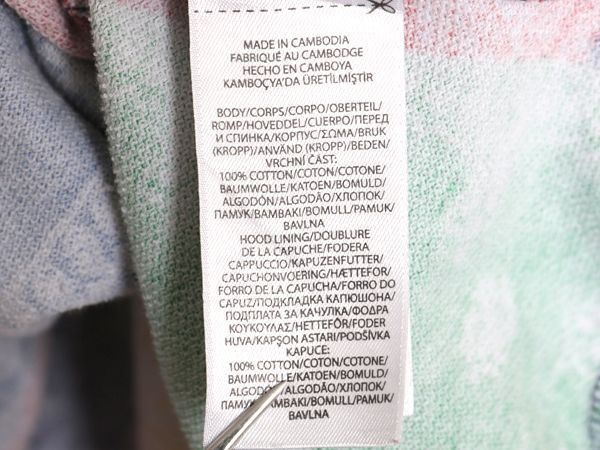 MADE IN CAMBODIA
FABRIQUÉ AU CAMBODGE
HECHO EN CAMBOYA
KAMBOÇYA'DA ÜRETİLMİŞTİR
BODY/CORPS/CORPO/OBERTEIL/
ROMP/HOVEDDEL/CUERPO/ПЕРЕД
И СПИНКА/КОРПУС/ΣΩΜΑ/BRUK
(KROPP)/ANVÄND (KROPP)/BEDEN/
VRCHNÍ ČÁST:
100% COTTON/COTON/COTONE/
BAUMWOLLE/KATOEN/BOMULD/
ALGODÓN/ALGODÃO/ХЛОПОК/
ПАМУК/ΒΑΜΒΑΚΙ/BOMULL/PAMUK/
BAVLNA
HOOD LINING/DOUBLURE
DE LA CAPUCHE/FODERA
CAPPUCCIO/KAPUZENFUTTER/
CAPUCHONVOERING/HÆTTEFOR/
FORRO DE LA CAPUCHA/FORRO DO
CAPUZ/ПОДКЛАДКА КАПЮШОНА/
ПОДПЛАТА ЗА КАЧУЛКА/ΦΟΔΡΑ
ΚΟΥΚΟΥΛΑΣ/HETTEFÔR/FODER
HUVA/KAPŞON ASTARI/PODŠÍVKA
KAPUCE:
100% COTTON/COTON/COTONE/
BAUMWOLLE/KATOEN/BOMULD/
ALGODÓN/ALGODÃO/ХЛОПОК/
ПАМУК/ΒΑΜΒΑΚΙ/BOMULL/PAMUK/
BAVLNA